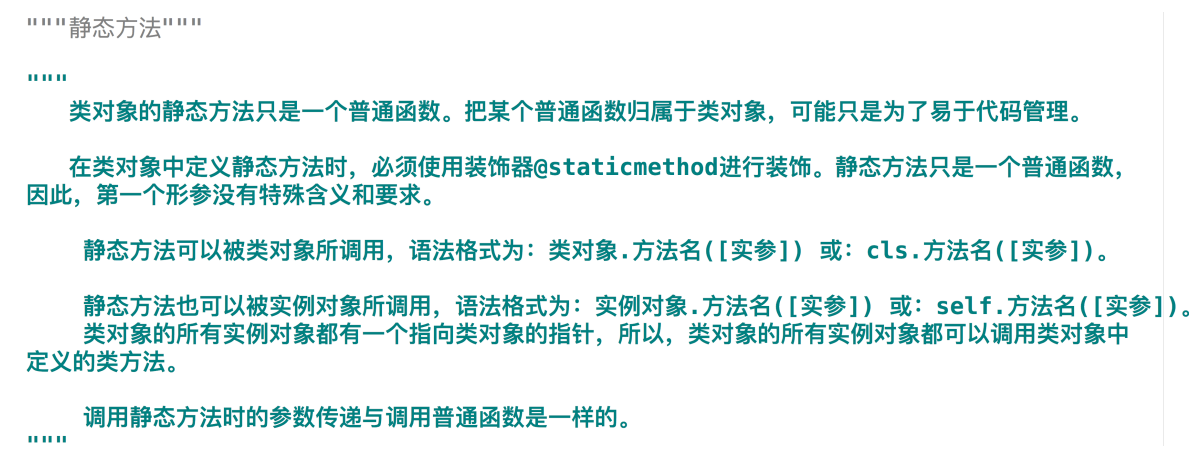 """静态方法"""
"""
类对象的静态方法只是一个普通函数。把某个普通函数归属于类对象，可能只是为了易于代码管理。
在类对象中定义静态方法时，必须使用装饰器@staticmethod进行装饰。静态方法只是一个普通函数，
因此，第一个形参没有特殊含义和要求。
静态方法可以被类对象所调用，语法格式为：类对象.方法名([实参]) 或：cls.方法名([实参])。
静态方法也可以被实例对象所调用，语法格式为：实例对象.方法名([实参]) 或：self.方法名([实参])。
类对象的所有实例对象都有一个指向类对象的指针，所以，类对象的所有实例对象都可以调用类对象中
定义的类方法。
调用静态方法时的参数传递与调用普通函数是一样的。
"""